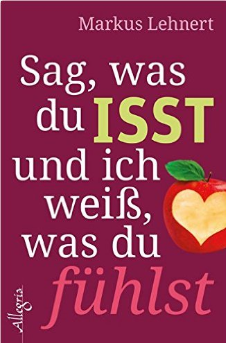 Markus Lehnert
Sag, was
du ISST
und ich
weiß,
was du
fühlst
Allegria